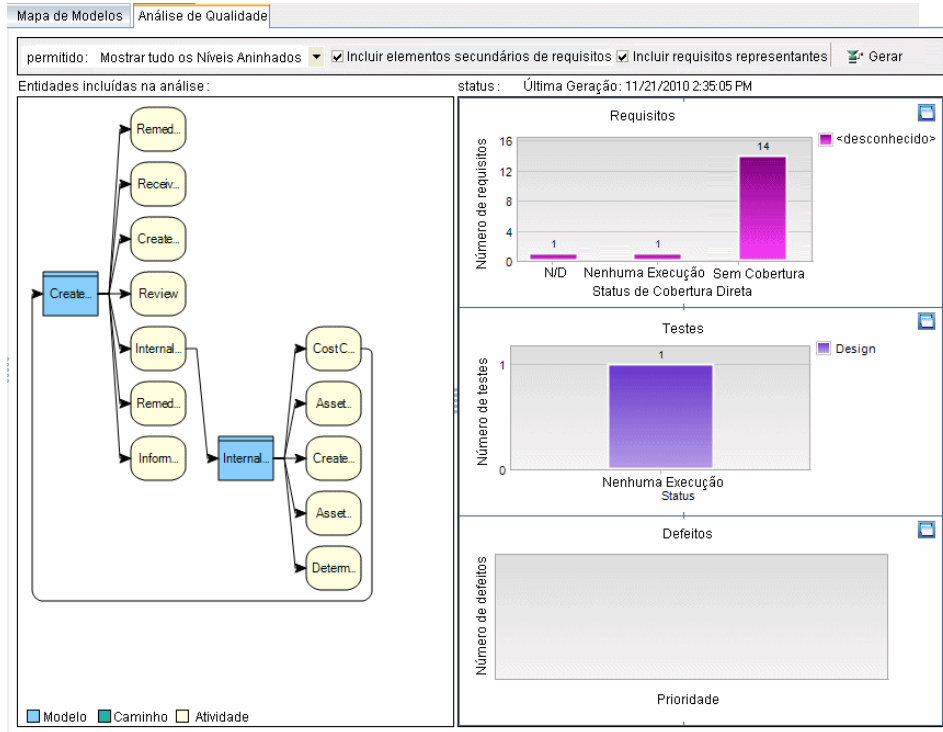 Mapa de Modelos
Análise de Qualidade
permitido: Mostrar tudo os Níveis Aninhados
Incluir elementos secundários de requisitos
Incluir requisitos representantes
Gerar
Entidades incluídas na análise:
Remed...
Receiv...
Create...
Create...
Review
Internal...
Remed...
Inform...
CostC...
Asset...
Internal...
Create...
Asset...
Determ...
Modelo
Caminho
Atividade
status: Última Geração: 11/21/2010 2:35:05 PM
Requisitos
<desconhecido>
Número de requisitos
16
12
8
4
0
1
1
14
N/D
Nenhuma Execução
Sem Cobertura
Status de Cobertura Direta
Testes
Design
Número de testes
1
0
1
Nenhuma Execução
Status
Defeitos
Número de defeitos
Prioridade